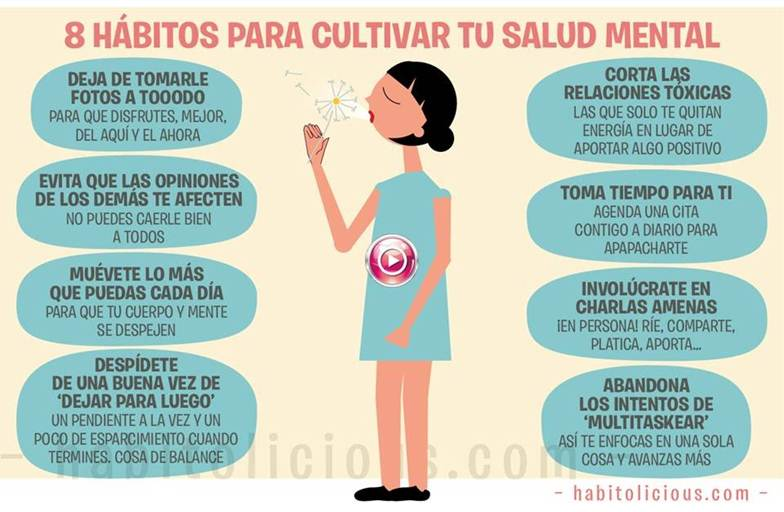 8 HÁBITOS PARA CULTIVAR TU SALUD MENTAL
DEJA DE TOMARLE
FOTOS A TOOODO
PARA QUE DISFRUTES, MEJOR,
DEL AQUÍ Y EL AHORA
EVITA QUE LAS OPINIONES
DE LOS DEMÁS TE AFECTEN
NO PUEDES CAERLE BIEN
A TODOS
MUÉVETE LO MÁS
QUE PUEDAS CADA DÍA
PARA QUE TU CUERPO Y MENTE
SE DESPEJEN
DESPÍDETE
DE UNA BUENA VEZ DE
‘DEJAR PARA LUEGO’
UN PENDIENTE A LA VEZ Y UN
POCO DE ESPARCIMIENTO CUANDO
TERMINES. COSA DE BALANCE
CORTA LAS
RELACIONES TÓXICAS
LAS QUE SOLO TE QUITAN
ENERGÍA EN LUGAR DE
APORTAR ALGO POSITIVO
TOMA TIEMPO PARA TI
AGENDA UNA CITA
CONTIGO A DIARIO PARA
APAPACHARTE
INVOLÚCRATE EN
CHARLAS AMENAS
¡EN PERSONA! RÍE, COMPARTE,
PLATICA, APORTA...
ABANDONA
LOS INTENTOS DE
‘MULTITASKEAR’
ASÍ TE ENFOCAS EN UNA SOLA
COSA Y AVANZAS MÁS
- habitolicious.com -
- habitolicious.com -